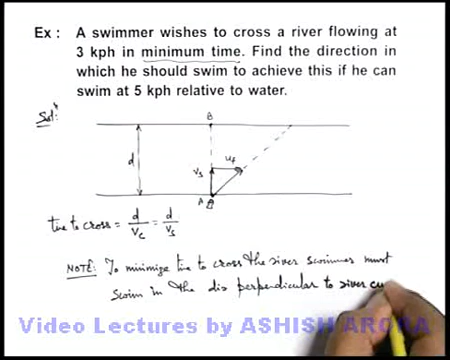 Ex : A swimmer wishes to cross a river flowing at
3 kph in minimum time. Find the direction in
which he should swim to achieve this if he can
swim at 5 kph relative to water.
Sol:
B
d
vs
uf
A
time to cross = d/vc = d/vs
NOTE: To minimize time to cross the river swimmer must
swim in the dirn perpendicular to river cu
Video Lectures by ASHISH ARORA